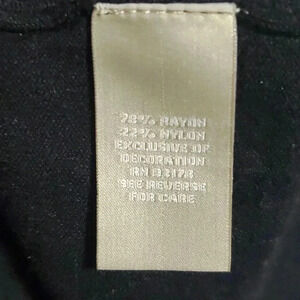 78% RAYON
22% NYLON
EXCLUSIVE OF
DECORATION
RN
SEE REVERSE
FOR CARE